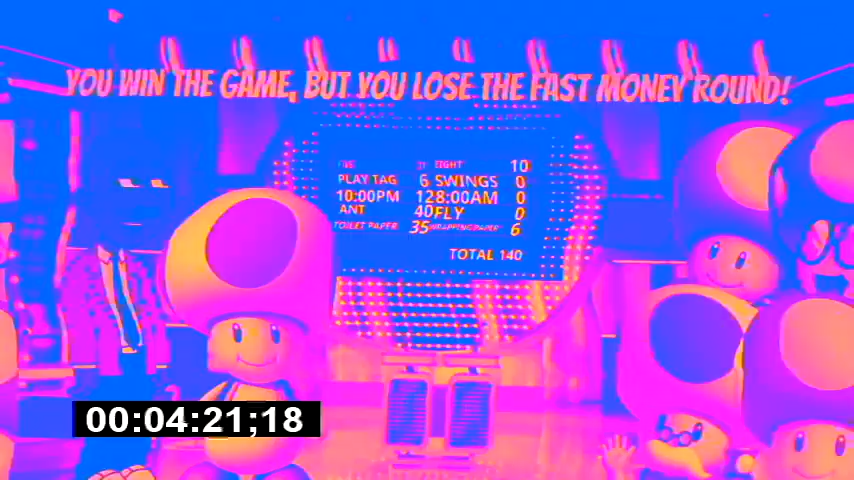 YOU WIN THE GAME, BUT YOU LOSE THE FAST MONEY ROUND!
EIGHT 10
PLAY TAG 6 SWINGS 0
10:00PM 12 8:00AM 0
ANT 40 FLY 0
TOILET PAPER 35 WRAPPING PAPER 6
TOTAL 140
00:04:21;18